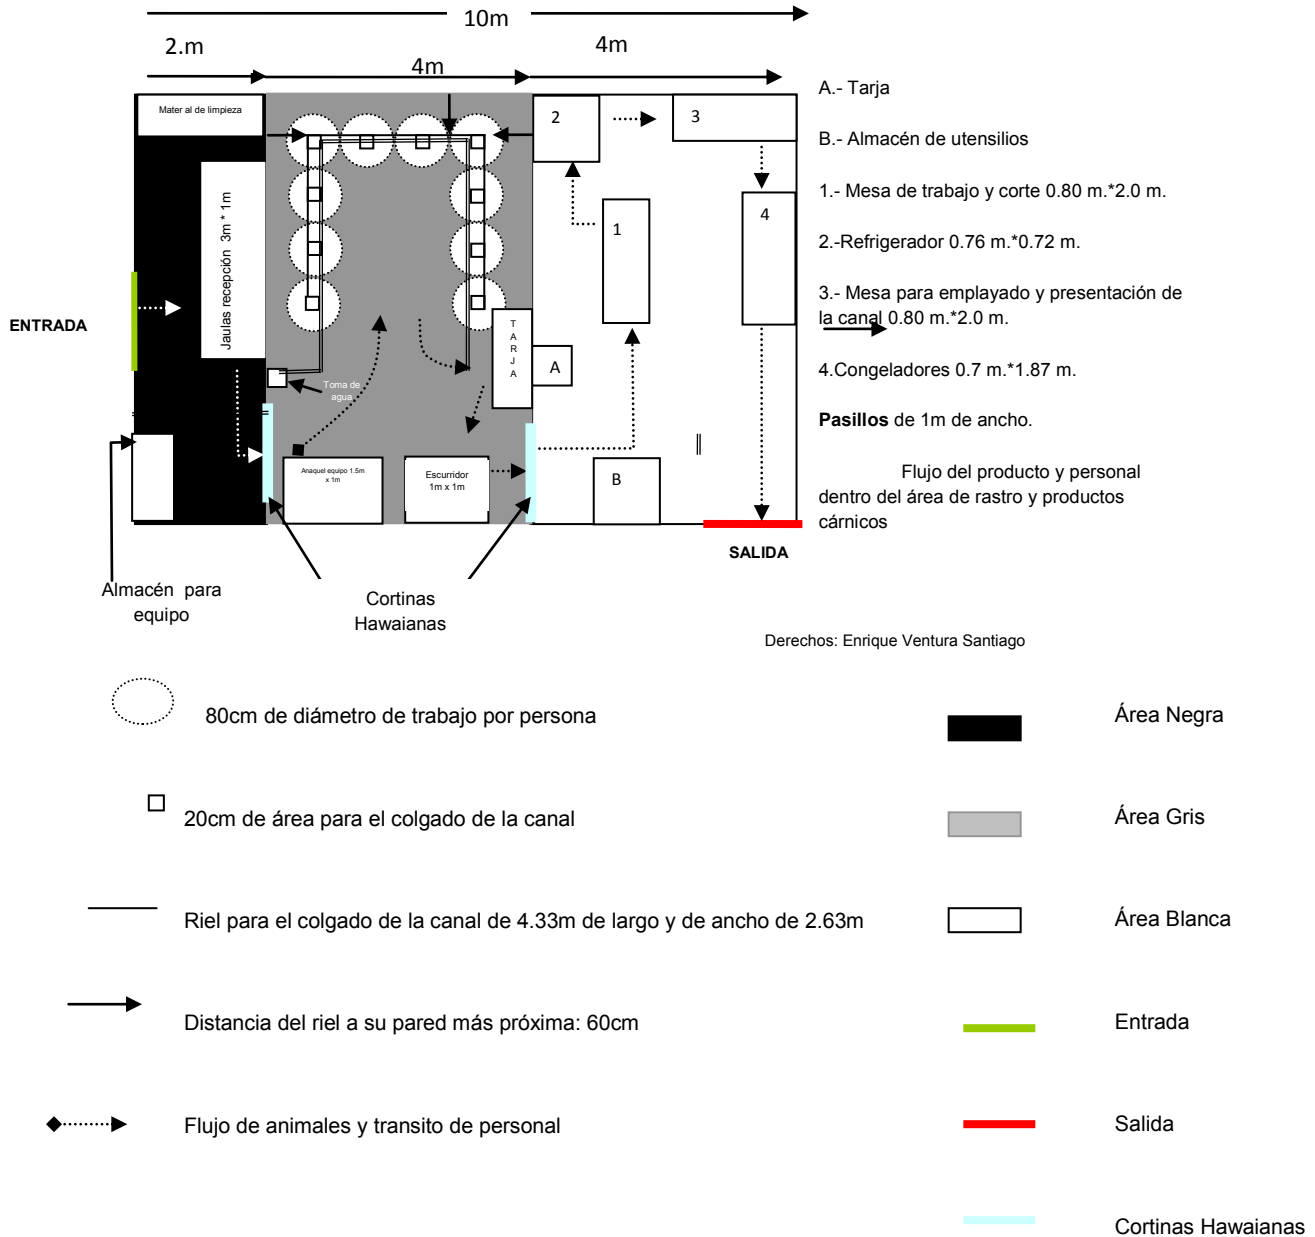 10m
2.m
4m
4m
Mater al de limpieza
Jaulas recepción 3m * 1m
ENTRADA
Toma de
agua
TARJA
Anaquel equipo 1.5m
x 1m
Escurridor
1m x 1m
2
3
1
4
A
B
SALIDA
Almacén para
equipo
Cortinas
Hawaianas
A.- Tarja
B.- Almacén de utensilios
1.- Mesa de trabajo y corte 0.80 m.*2.0 m.
2.-Refrigerador 0.76 m.*0.72 m.
3.- Mesa para emplayado y presentación de
la canal 0.80 m.*2.0 m.
4.Congeladores 0.7 m.*1.87 m.
Pasillos de 1m de ancho.
Flujo del producto y personal
dentro del área de rastro y productos
cárnicos
Derechos: Enrique Ventura Santiago
80cm de diámetro de trabajo por persona
20cm de área para el colgado de la canal
Riel para el colgado de la canal de 4.33m de largo y de ancho de 2.63m
Distancia del riel a su pared más próxima: 60cm
Flujo de animales y transito de personal
Área Negra
Área Gris
Área Blanca
Entrada
Salida
Cortinas Hawaianas